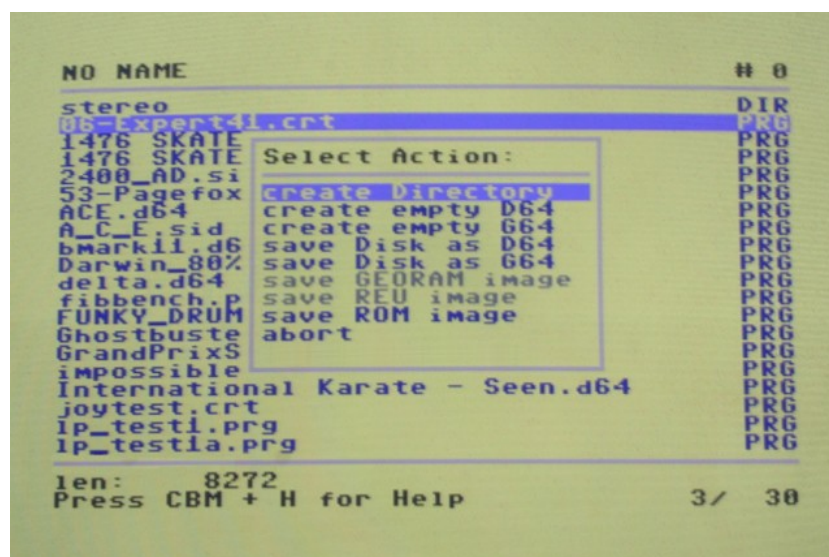 NO NAME # 0
stereo DIR
06-Expert41.crt PRG
1476 SKATE PRG
1476 SKATE Select Action: PRG
2400_AD.si PRG
53-Pagefox create Directory PRG
ACE.d64 create empty D64 PRG
A_C_E.sid create empty G64 PRG
bmark11.d6 save Disk as D64 PRG
Darwin_80% save Disk as G64 PRG
delta.d64 save GEORAM image PRG
fibbench.p save REU image PRG
FUNKY_DRUM save ROM image PRG
Ghostbuste abort PRG
GrandPrixS PRG
impossible PRG
International Karate - Seen.d64 PRG
joytest.crt PRG
lp_test1.prg PRG
lp_test1a.prg PRG
len: 8272
Press CBM + H for Help 3/ 30